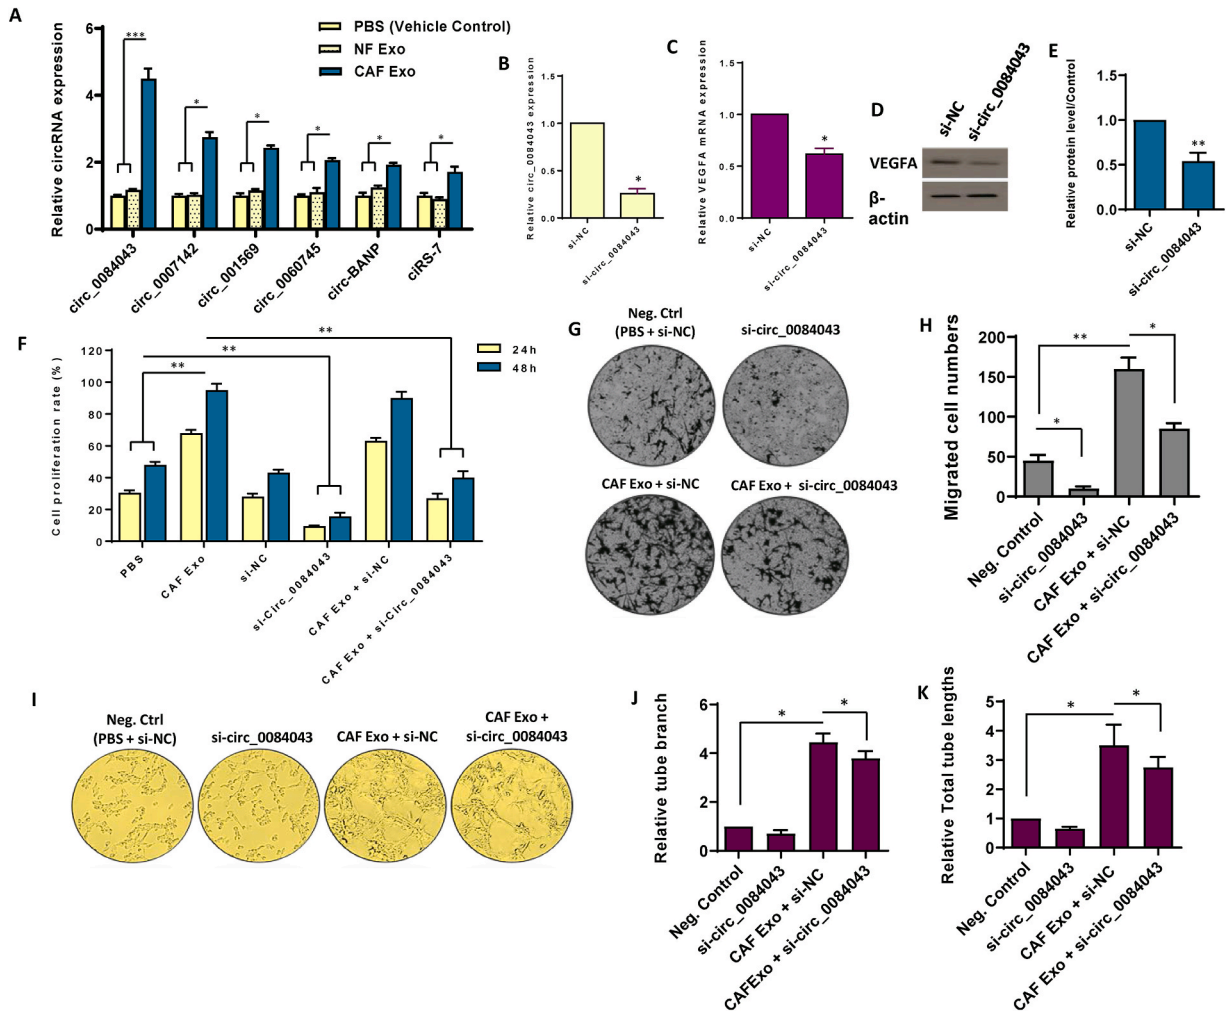 A
Relative circRNA expression
6
4
2
0
***
*
*
*
*
*
PBS (Vehicle Control)
NF Exo
CAF Exo
circ_0084043
circ_0007142
circ_001569
circ_0060745
circ-BANP
ciRS-7
B
Relative circ_0084043 expression
1.5
1.0
0.5
0.0
*
si-NC
si-circ_0084043
C
Relative VEGFA mRNA expression
1.5
1.0
0.5
0.0
*
si-NC
si-circ_0084043
D
si-NC
si-circ_0084043
VEGFA
β-
actin
E
Relative protein level/Control
1.5
1.0
0.5
0.0
**
si-NC
si-circ_0084043
F
Cell proliferation rate (%)
120
100
80
60
40
20
0
**
**
**
24h
48h
PBS
CAF Exo
si-NC
si-Circ_0084043
CAF Exo + si-NC
CAF Exo + si-Circ_0084043
G
Neg. Ctrl
(PBS + si-NC)
si-circ_0084043
CAF Exo + si-NC
CAF Exo + si-circ_0084043
H
Migrated cell numbers
200
150
100
50
0
*
**
*
Neg. Control
si-circ_0084043
CAF Exo + si-NC
CAF Exo + si-circ_0084043
I
Neg. Ctrl
(PBS + si-NC)
si-circ_0084043
CAF Exo + si-NC
CAF Exo +
si-circ_0084043
J
Relative tube branch
6
4
2
0
*
*
Neg. Control
si-circ_0084043
CAF Exo + si-NC
CAFExo + si-circ_0084043
K
Relative Total tube lengths
5
4
3
2
1
0
*
*
Neg. Control
si-circ_0084043
CAF Exo + si-NC
CAF Exo + si-circ_0084043